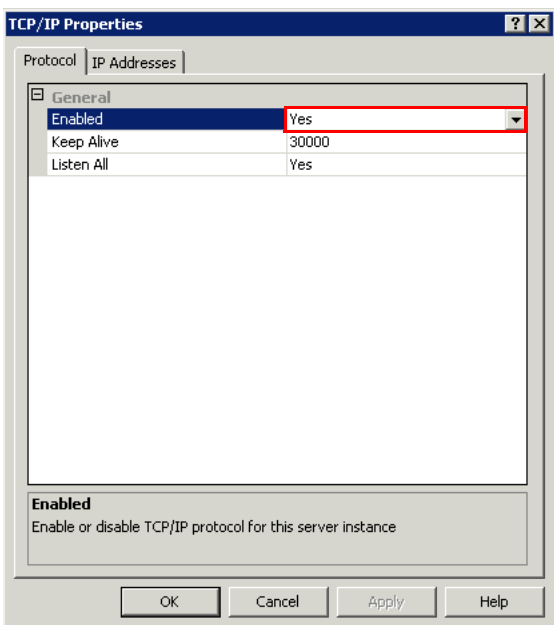 TCP/IP Properties ? X
Protocol IP Addresses
General
Enabled Yes
Keep Alive 30000
Listen All Yes
Enabled
Enable or disable TCP/IP protocol for this server instance
OK Cancel Apply Help